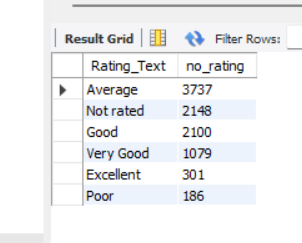 Result Grid Filter Rows:
Rating_Text no_rating
Average 3737
Not rated 2148
Good 2100
Very Good 1079
Excellent 301
Poor 186